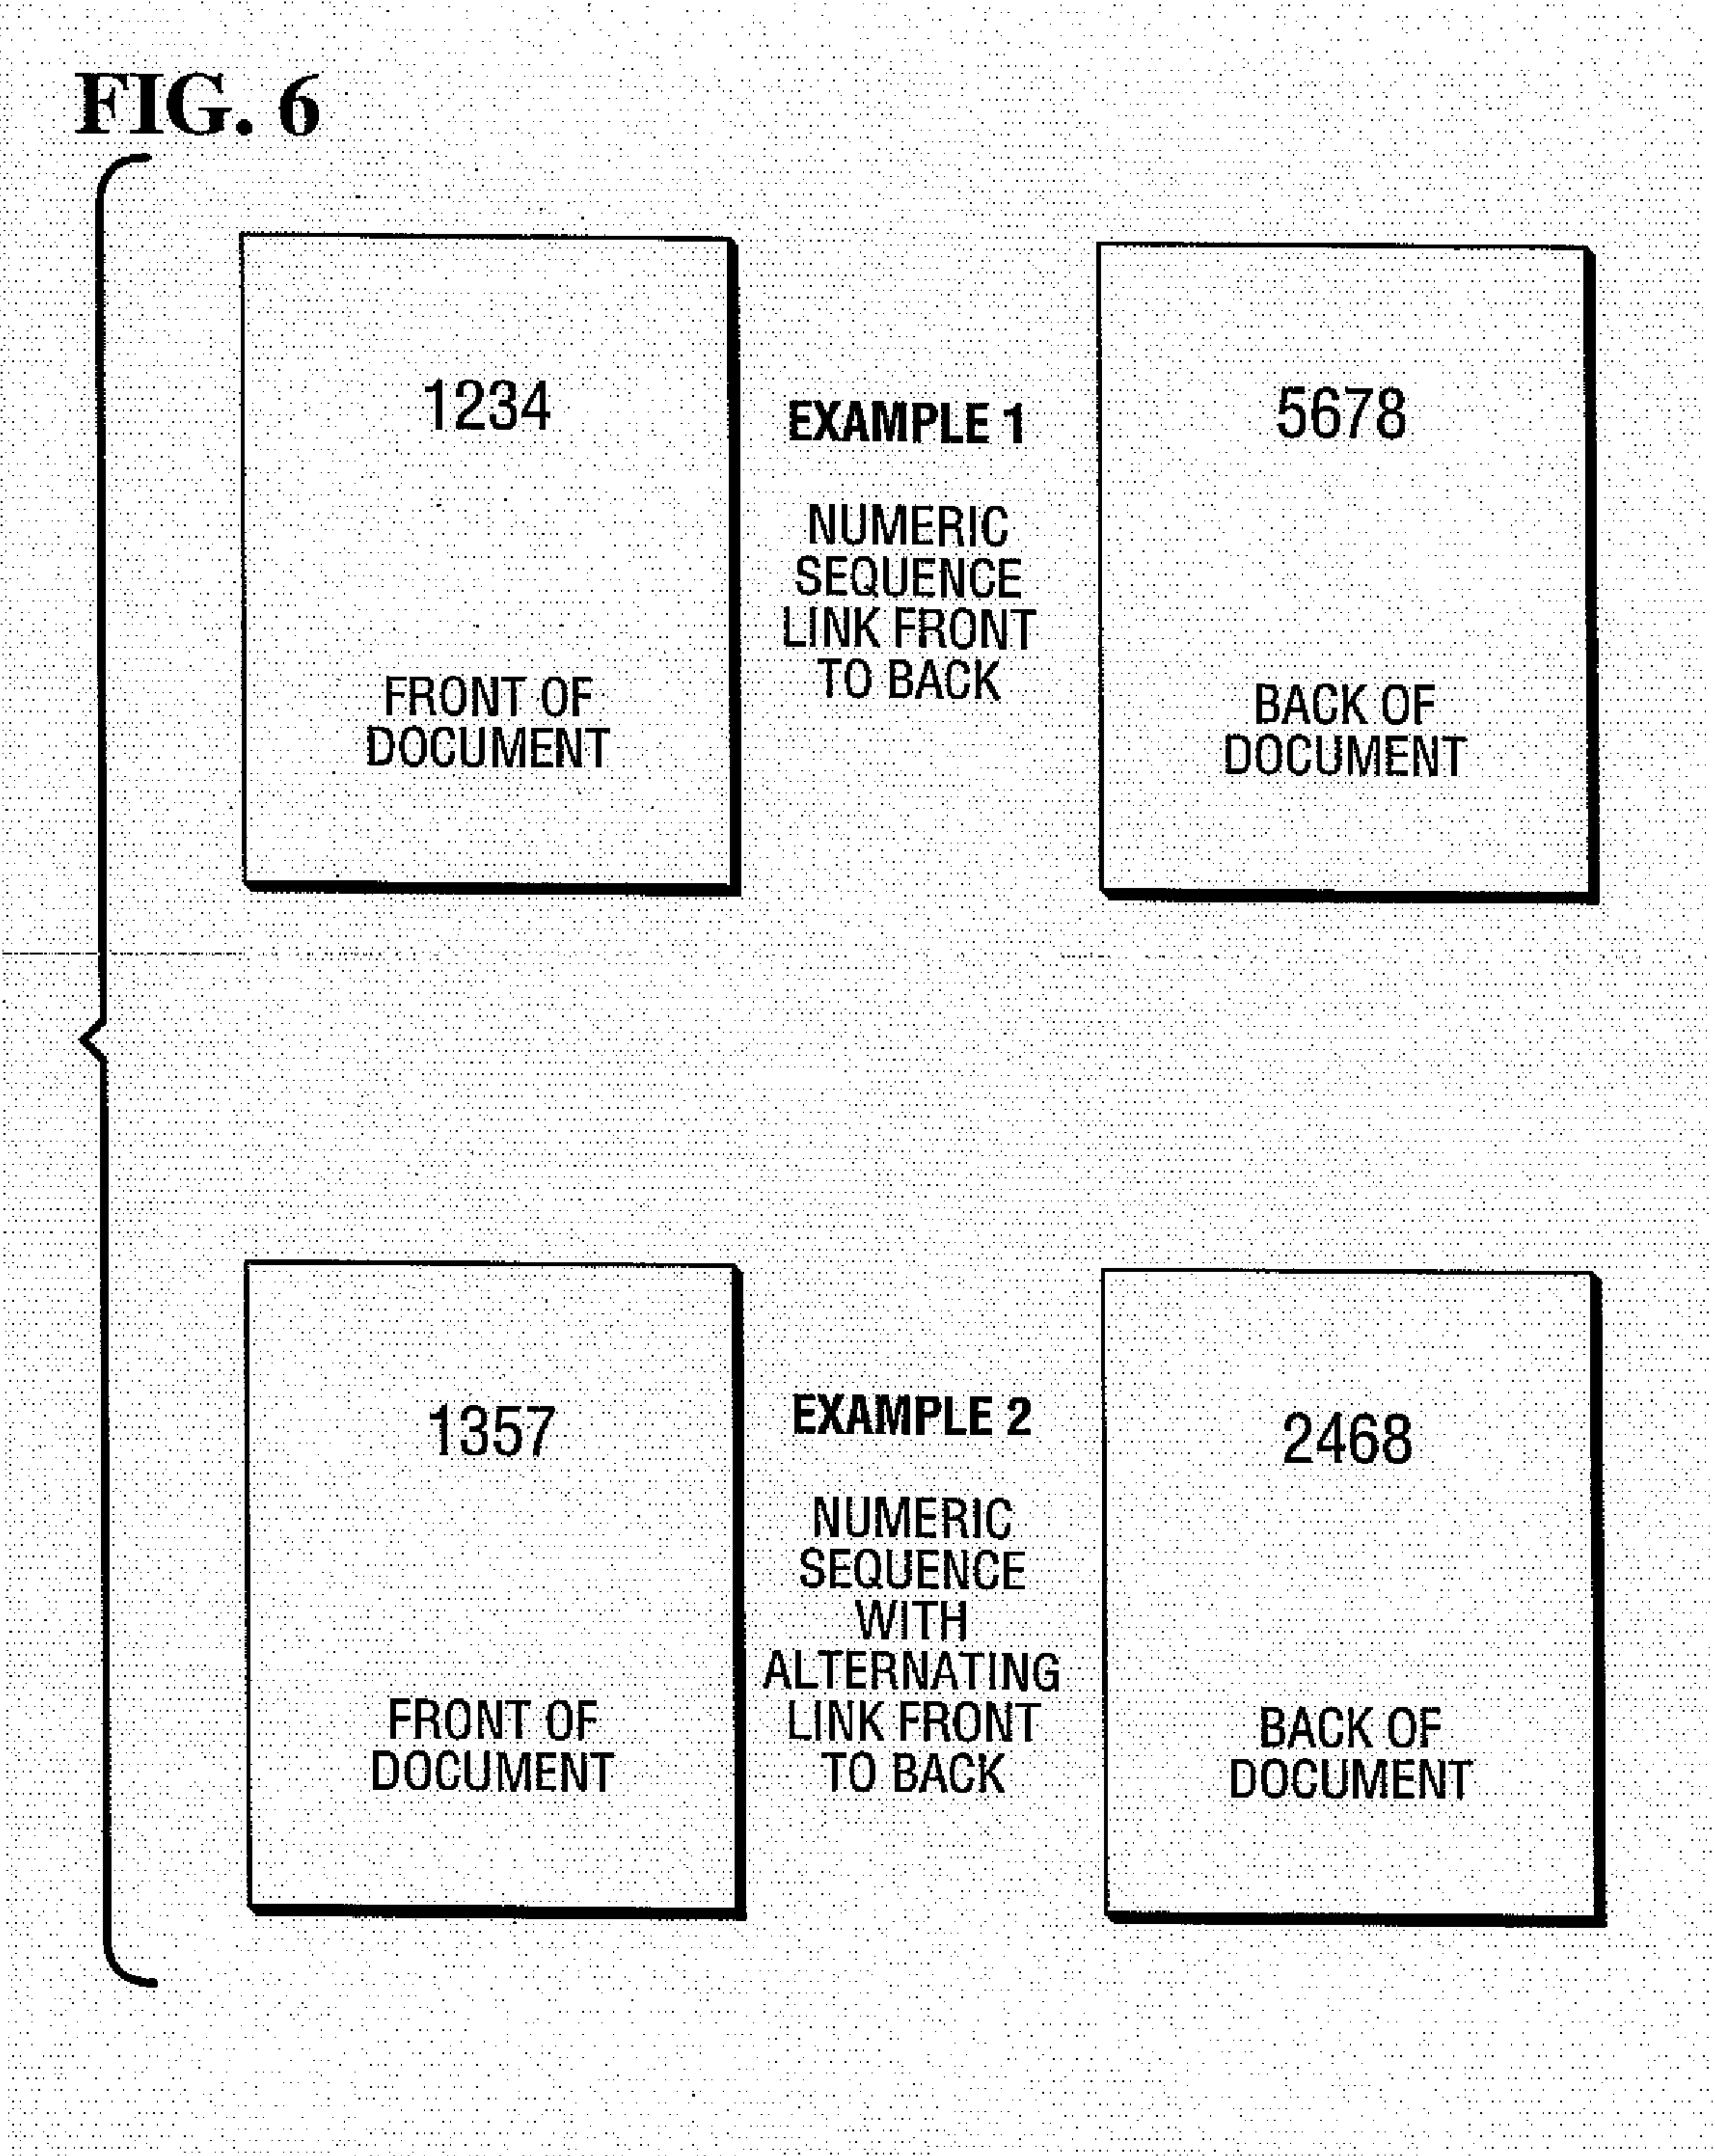 FIG. 6
1234
FRONT OF
DOCUMENT
EXAMPLE 1
NUMERIC
SEQUENCE
LINK FRONT
TO BACK
5678
BACK OF
DOCUMENT
1357
FRONT OF
DOCUMENT
EXAMPLE 2
NUMERIC
SEQUENCE
WITH
ALTERNATING
LINK FRONT
TO BACK
2468
BACK OF
DOCUMENT